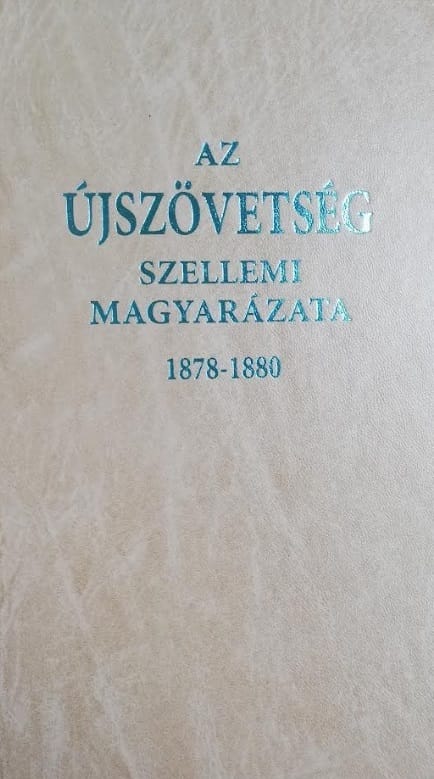 AZ
ÚJSZÖVETSÉG
SZELLEMI
MAGYARÁZATA
1878-1880